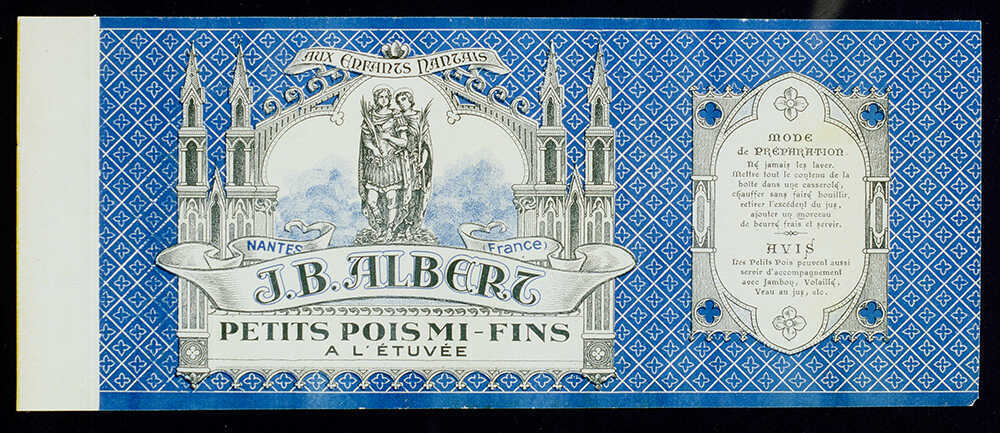 AUX ENFANTS NANTAIS
NANTES (France)
J.B. ALBERT
PETITS POIS MI-FINS
A L'ÉTUVÉE
MODE
de PRÉPARATION
Ne jamais les laver.
Mettre tout le contenu de la
boîte dans une casserole,
chauffer sans faire bouillir,
retirer l'excédent du jus,
ajouter un morceau
de beurre frais et servir.
AVIS
Les Petits Pois peuvent aussi
servir d'accompagnement
avec Jambon, Volaille,
Veau au jus, etc.